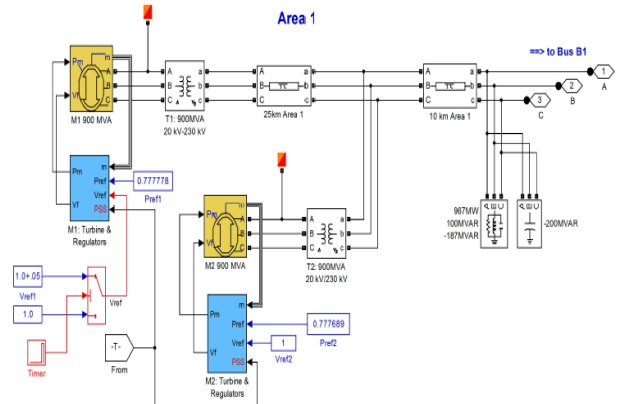 Area 1
==> to Bus B1
Pm
m
A
B
C
Vf
M1 900 MVA
A
B
C
a
b
c
T1: 900MVA
20 kV-230 kV
A
B
C
a
b
c
25km Area 1
A
B
C
a
b
c
10 km Area 1
1
A
2
B
3
C
Pm
Vf
m
Pref
Vref
PSS
M1: Turbine &
Regulators
0.777778
Pref1
Pm
m
A
B
C
Vf
M2 900 MVA
A
B
C
a
b
c
T2: 900MVA
20 kV/230 kV
A B C
967MW
100MVAR
-187MVAR
A B C
-200MVAR
1.0+.05
Vref1
1.0
Vref
Timer
-T-
From
Pm
Vf
m
Pref
Vref
PSS
M2: Turbine &
Regulators
0.777689
Pref2
1
Vref2